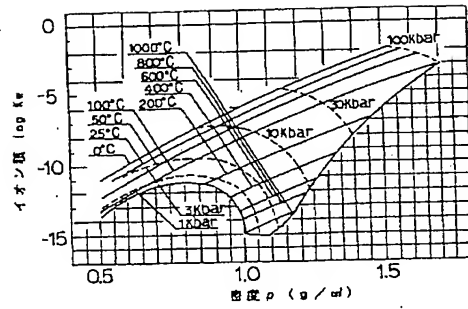 0
-5
-10
-15
イオン積 log Kw
1000°C
800°C
600°C
400°C
200°C
100°C
50°C
25°C
0°C
100Kbar
30Kbar
10Kbar
3Kbar
1Kbar
0.5
1.0
1.5
密度 ρ (g/㎤)